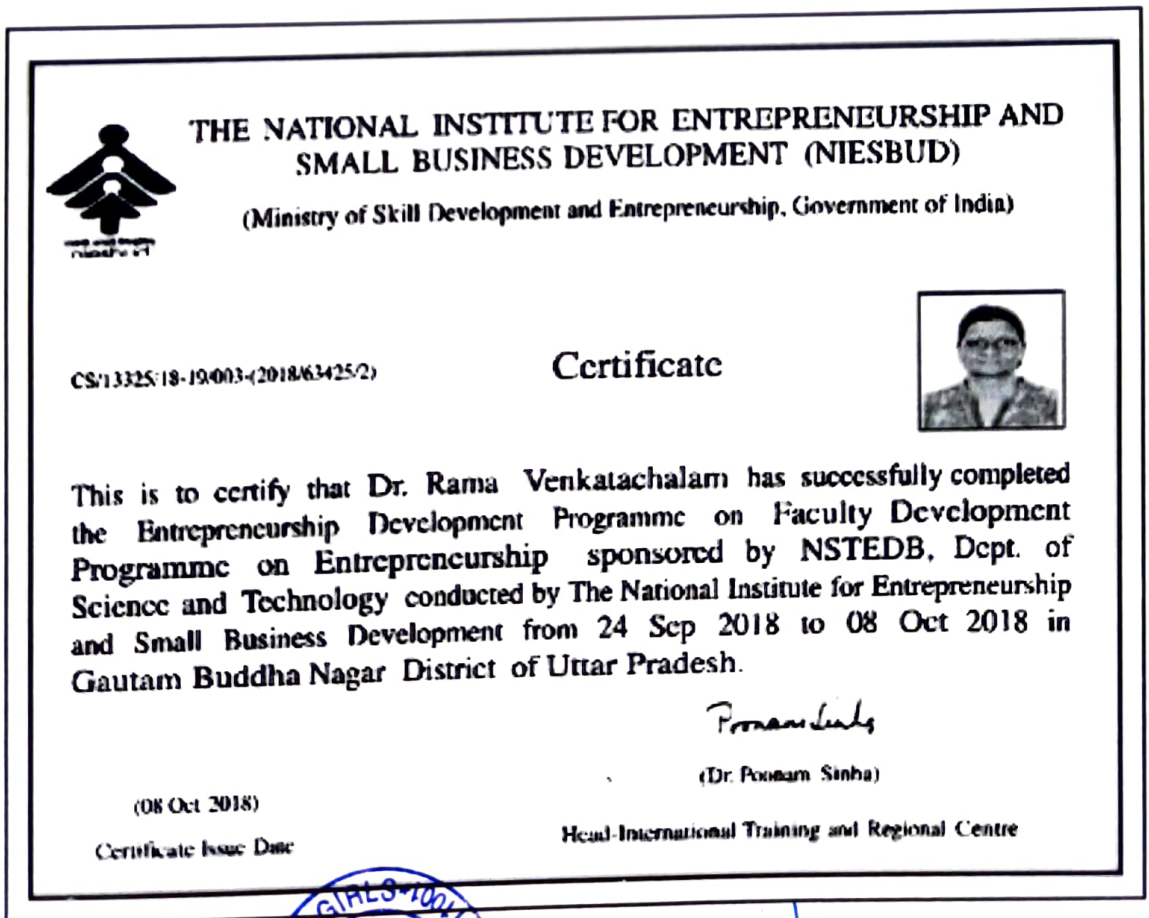 THE NATIONAL INSTITUTE FOR ENTREPRENEURSHIP AND
SMALL BUSINESS DEVELOPMENT (NIESBUD)
(Ministry of Skill Development and Entrepreneurship, Government of India)
CS/13325/18-19/003-(2018/63425/2)
Certificate
This is to certify that Dr. Rama Venkatachalam has successfully completed
the Entrepreneurship Development Programme on Faculty Development
Programme on Entrepreneurship sponsored by NSTEDB, Dept. of
Science and Technology conducted by The National Institute for Entrepreneurship
and Small Business Development from 24 Sep 2018 to 08 Oct 2018 in
Gautam Buddha Nagar District of Uttar Pradesh.
Poonam Sinha
(Dr. Poonam Sinha)
(08 Oct 2018)
Head-International Training and Regional Centre
Certificate Issue Date
GIRLS-1001